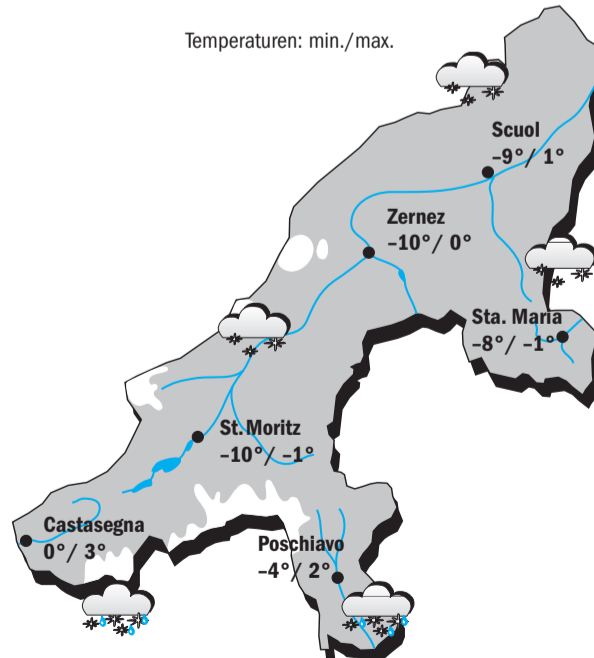 Temperaturen: min./max.
Scuol
–9°/ 1°
Zernez
–10°/ 0°
Sta. Maria
–8°/ –1°
St. Moritz
–10°/ –1°
Castasegna
0°/ 3°
Poschiavo
–4°/ 2°